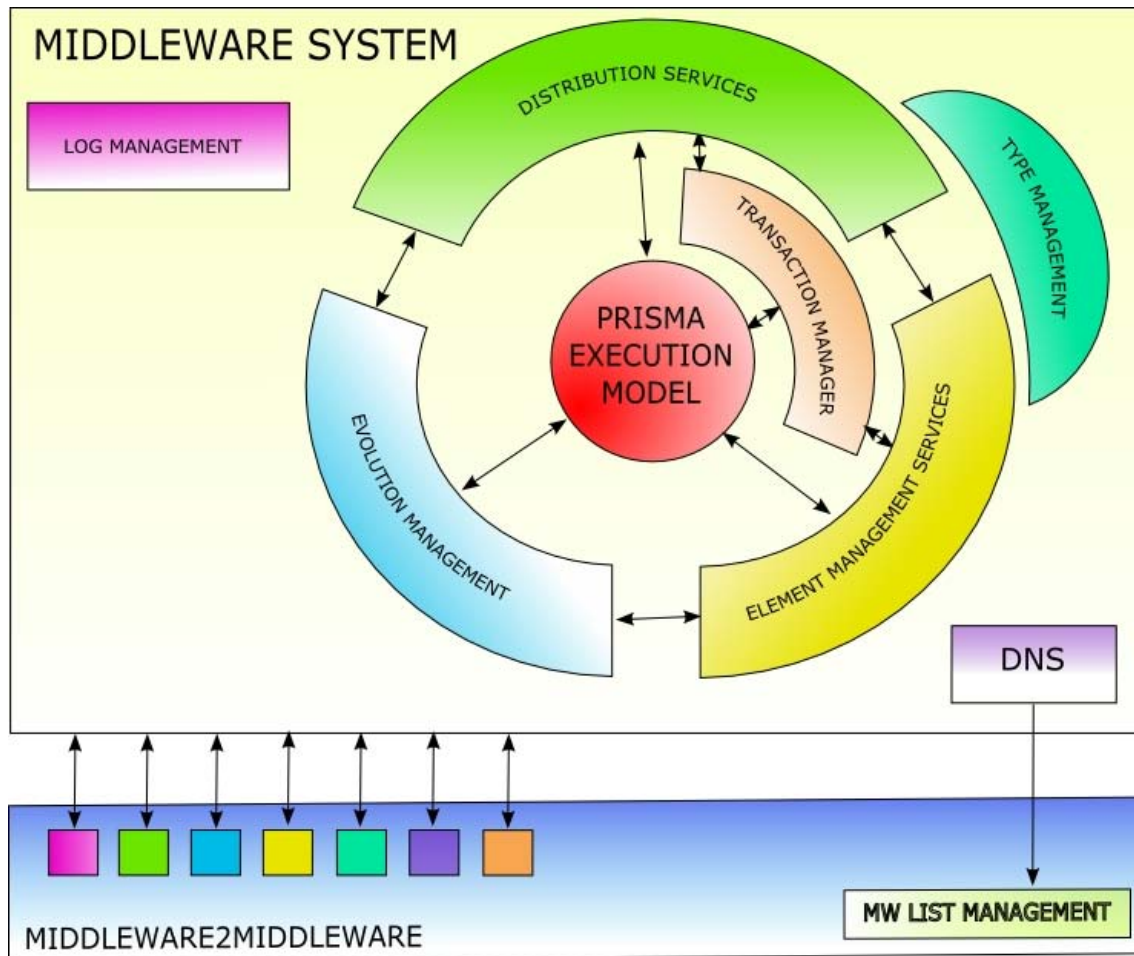 MIDDLEWARE SYSTEM
LOG MANAGEMENT
DISTRIBUTION SERVICES
TYPE MANAGEMENT
TRANSACTION MANAGER
PRISMA
EXECUTION
MODEL
EVOLUTION MANAGEMENT
ELEMENT MANAGEMENT SERVICES
DNS
MW LIST MANAGEMENT
MIDDLEWARE2MIDDLEWARE